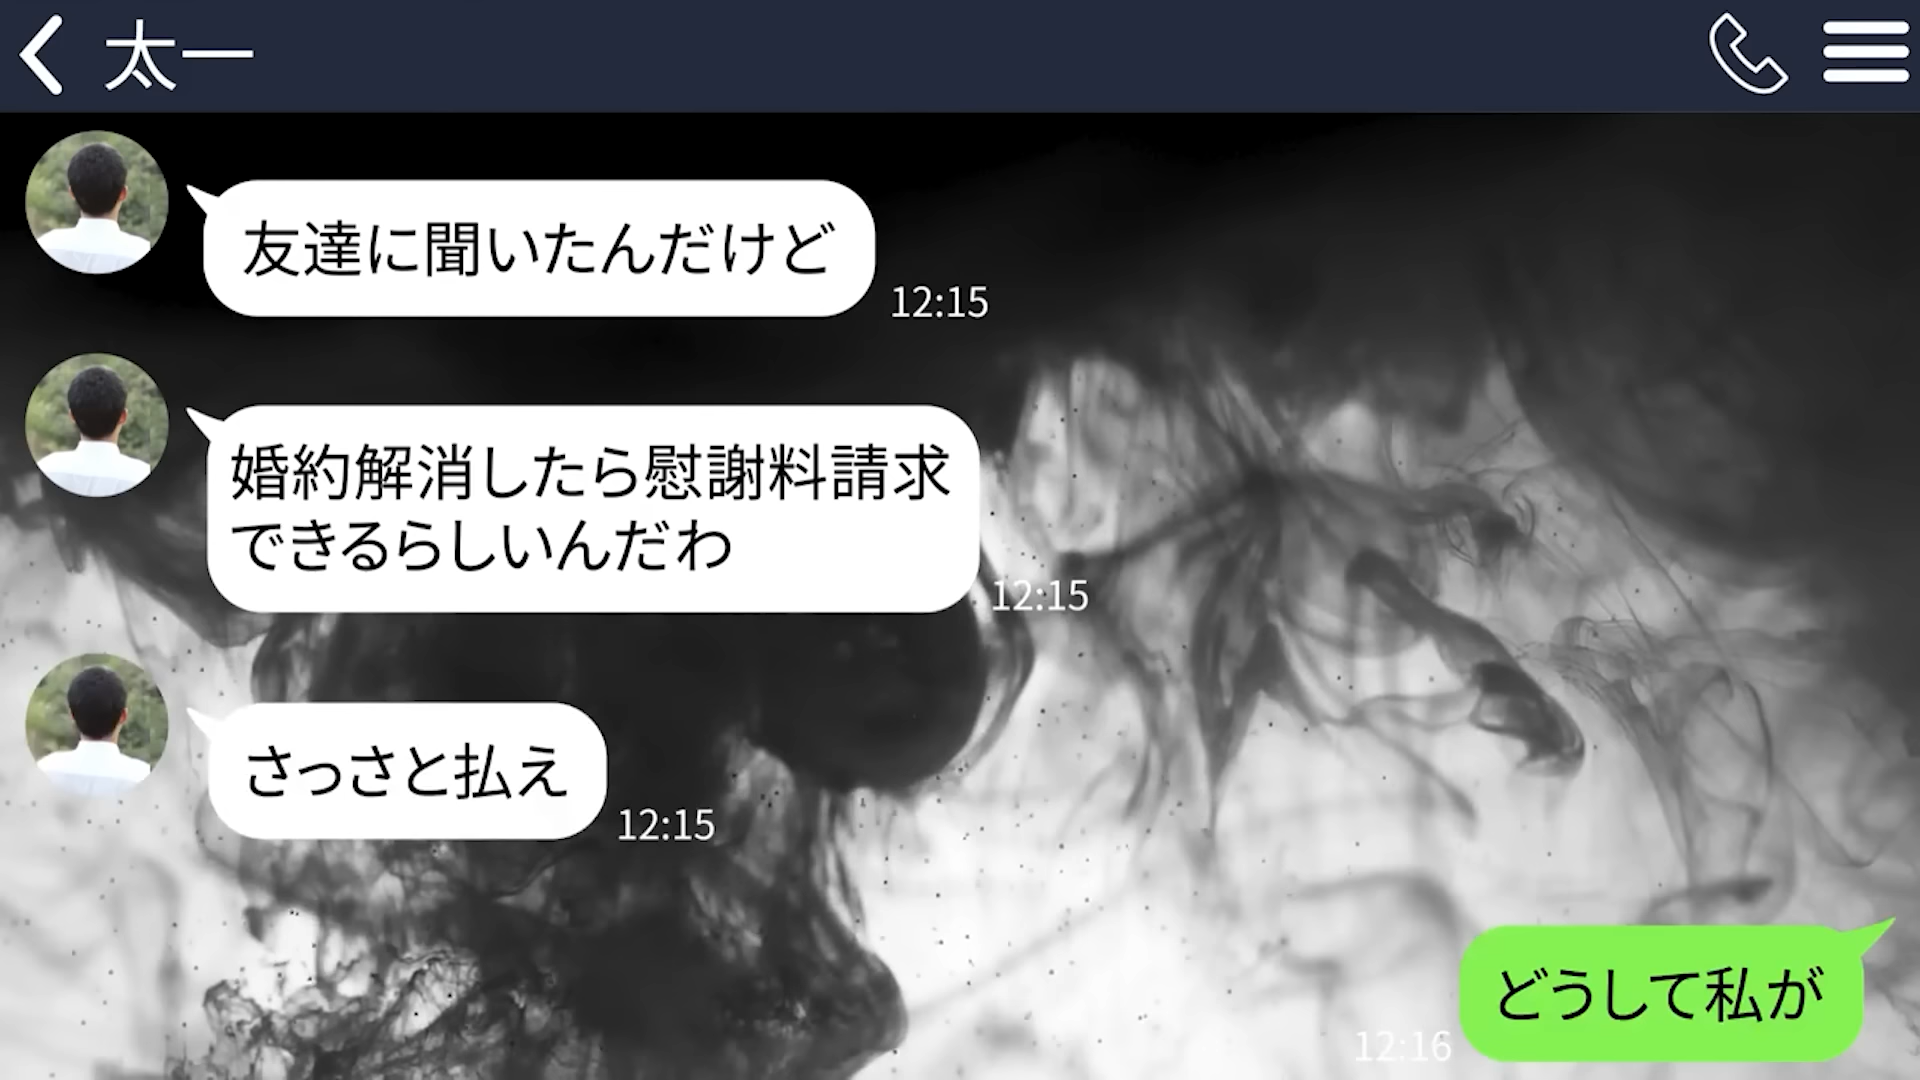 太一
友達に聞いたんだけど
12:15
婚約解消したら慰謝料請求
できるらしいんだわ
12:15
さっさと払え
12:15
どうして私が
12:16